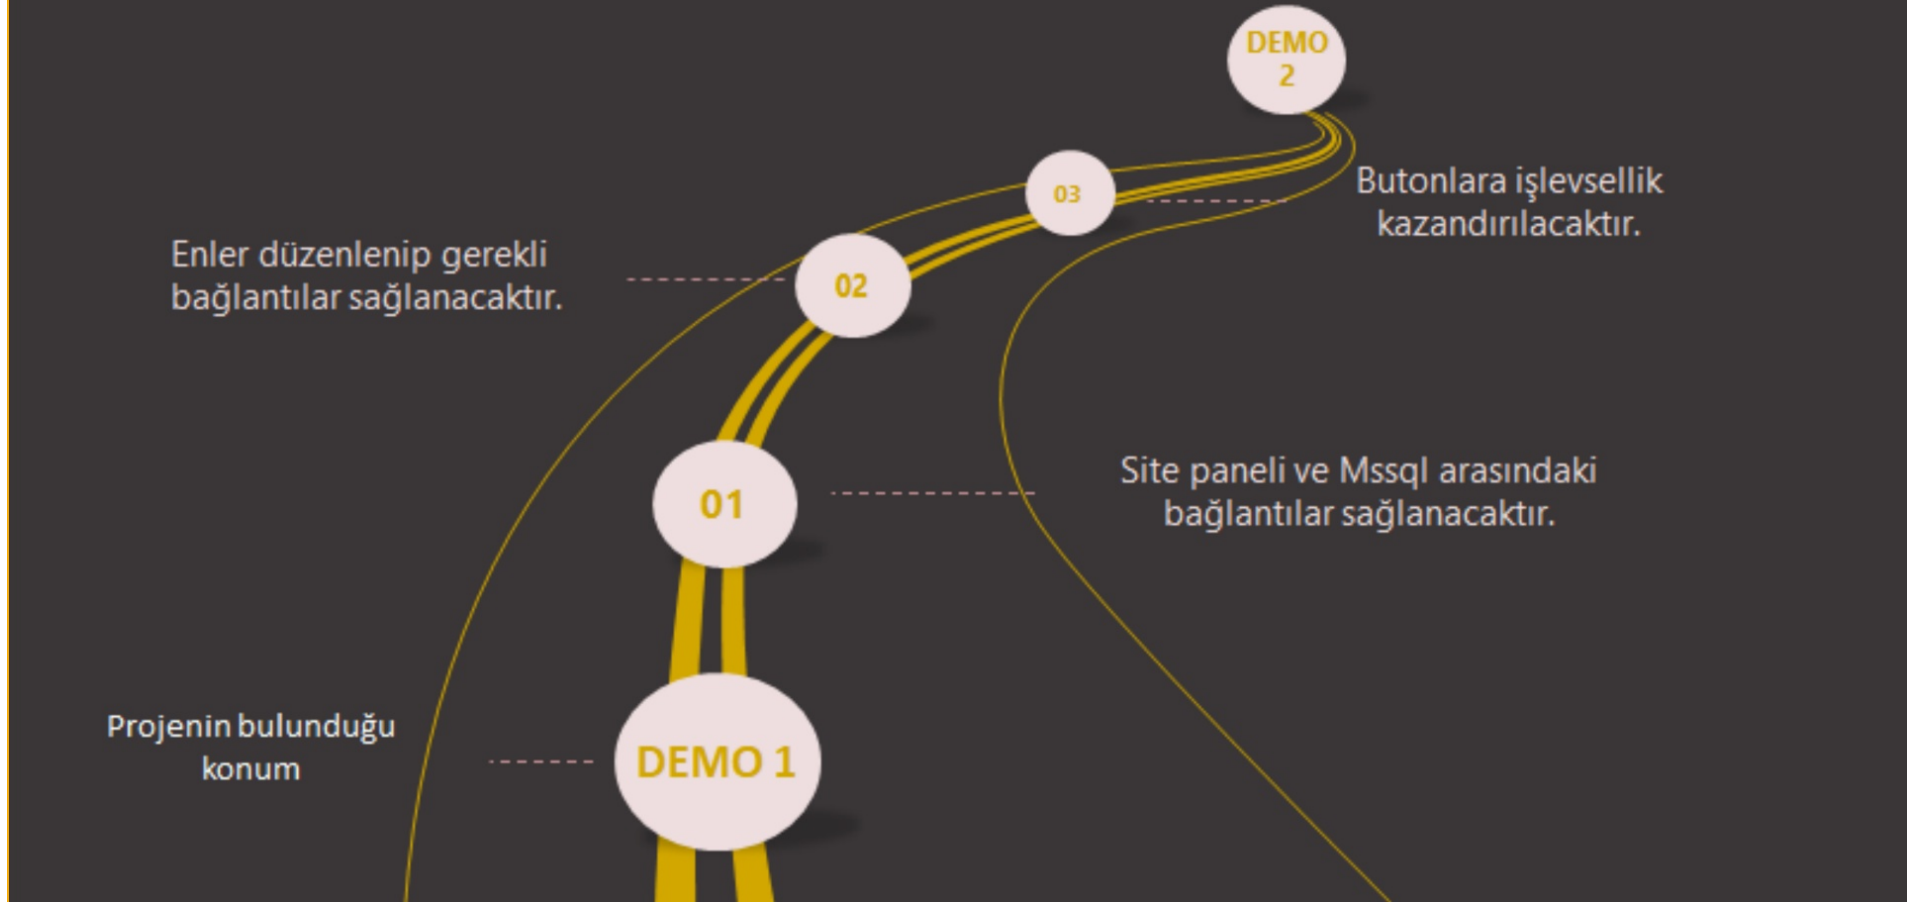 DEMO
2
03
Butonlara işlevsellik
kazandırılacaktır.
Enler düzenlenip gerekli
bağlantılar sağlanacaktır.
02
01
Site paneli ve Mssql arasındaki
bağlantılar sağlanacaktır.
Projenin bulunduğu
konum
DEMO 1